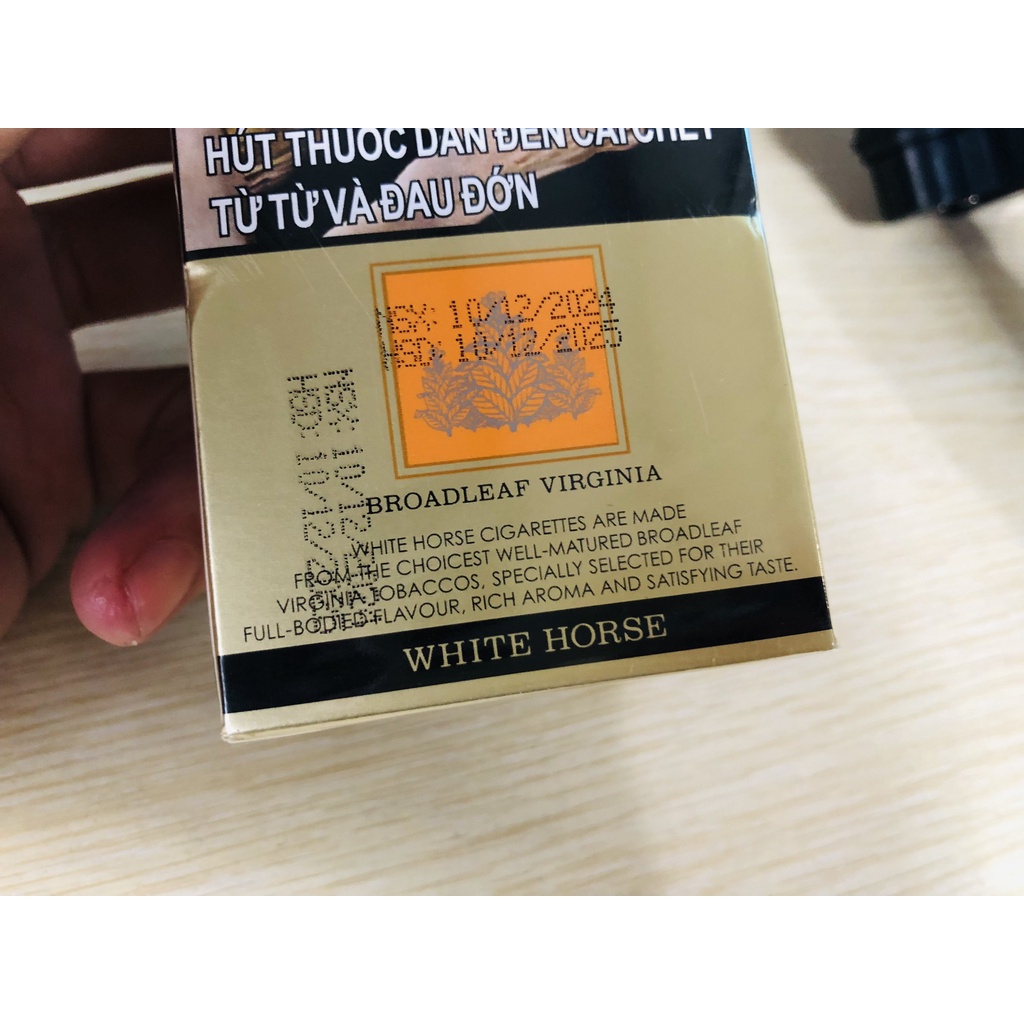 HÚT THUỐC DẪN ĐẾN CÁI CHẾT
TỪ TỪ VÀ ĐAU ĐỚN
NSX: 10/12/2024
HSD: 10/12/2025
BROADLEAF VIRGINIA
WHITE HORSE CIGARETTES ARE MADE
FROM THE CHOICEST WELL-MATURED BROADLEAF
VIRGINIA TOBACCOS, SPECIALLY SELECTED FOR THEIR
FULL-BODIED FLAVOUR, RICH AROMA AND SATISFYING TASTE.
WHITE HORSE